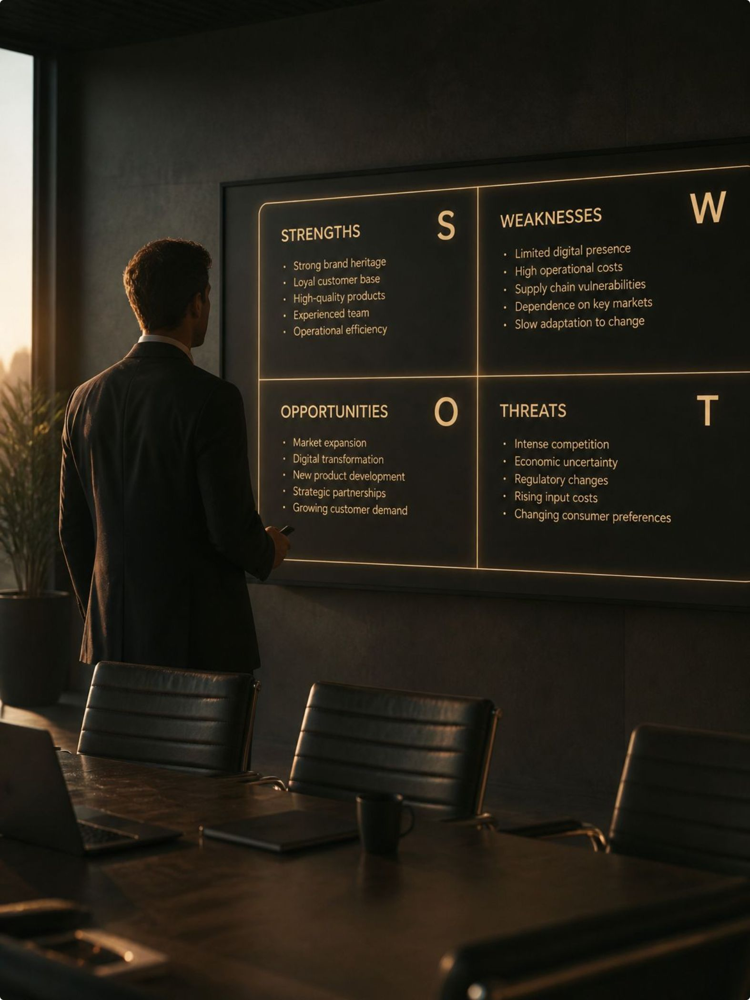 STRENGTHS
S
• Strong brand heritage
• Loyal customer base
• High-quality products
• Experienced team
• Operational efficiency
WEAKNESSES
W
• Limited digital presence
• High operational costs
• Supply chain vulnerabilities
• Dependence on key markets
• Slow adaptation to change
OPPORTUNITIES
O
• Market expansion
• Digital transformation
• New product development
• Strategic partnerships
• Growing customer demand
THREATS
T
• Intense competition
• Economic uncertainty
• Regulatory changes
• Rising input costs
• Changing consumer preferences